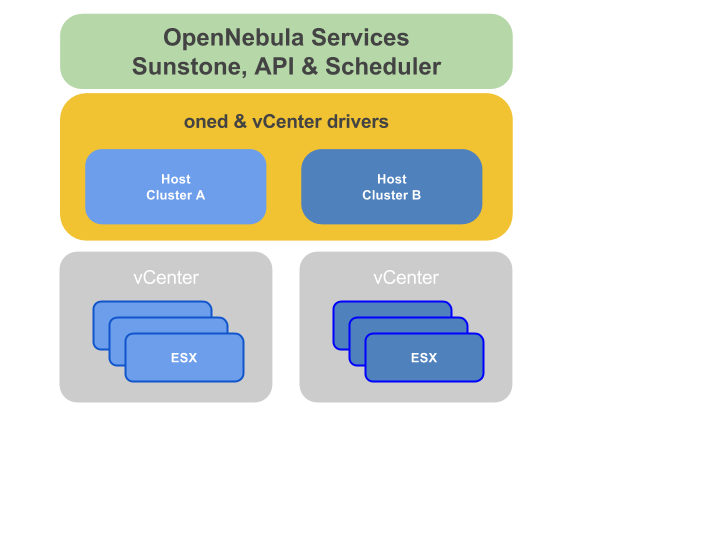 OpenNebula Services
Sunstone, API & Scheduler
oned & vCenter drivers
Host
Cluster A
Host
Cluster B
vCenter
ESX
vCenter
ESX